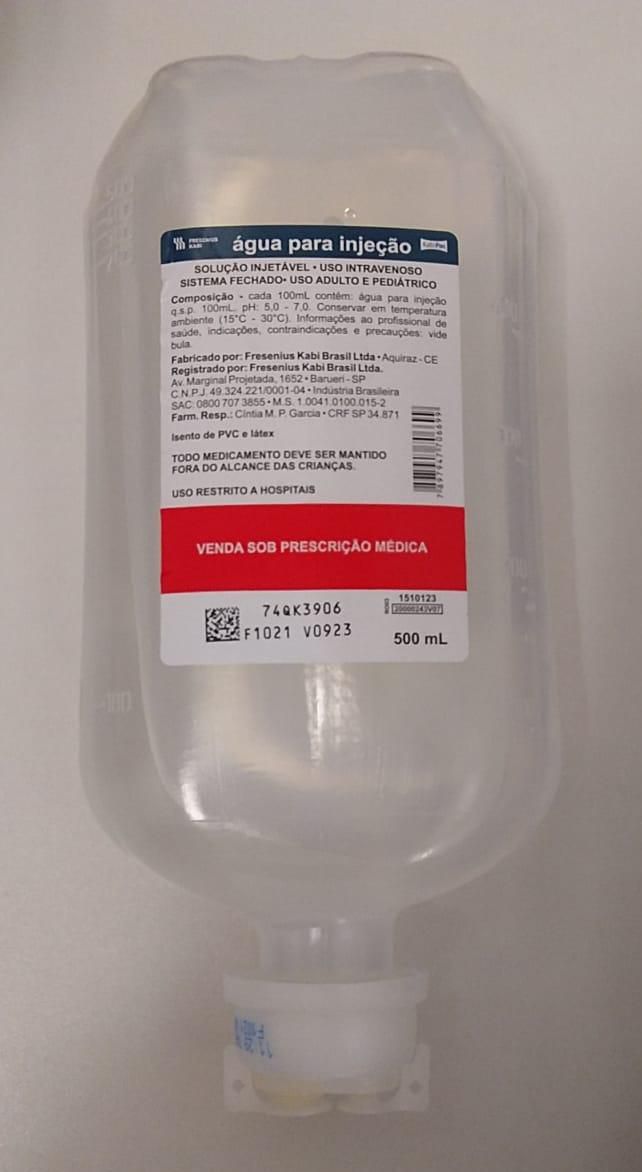 FRESENIUS
KABI
água para injeção
KabiPac
SOLUÇÃO INJETÁVEL • USO INTRAVENOSO
SISTEMA FECHADO• USO ADULTO E PEDIÁTRICO
Composição - cada 100mL contêm: água para injeção
q.s.p. 100mL. pH: 5,0 - 7,0. Conservar em temperatura
ambiente (15°C - 30°C). Informações ao profissional de
saúde, indicações, contraindicações e precauções: vide
bula.
Fabricado por: Fresenius Kabi Brasil Ltda • Aquiraz - CE
Registrado por: Fresenius Kabi Brasil Ltda.
Av. Marginal Projetada, 1652 • Barueri - SP
C.N.P.J. 49.324.221/0001-04 • Indústria Brasileira
SAC: 0800 707 3855 • M.S. 1.0041.0100.015-2
Farm. Resp.: Cíntia M. P. Garcia • CRF SP 34.871
Isento de PVC e látex
TODO MEDICAMENTO DEVE SER MANTIDO
FORA DO ALCANCE DAS CRIANÇAS.
USO RESTRITO A HOSPITAIS
VENDA SOB PRESCRIÇÃO MÉDICA
74QK3906
F1021 V0923
1510123
500 mL